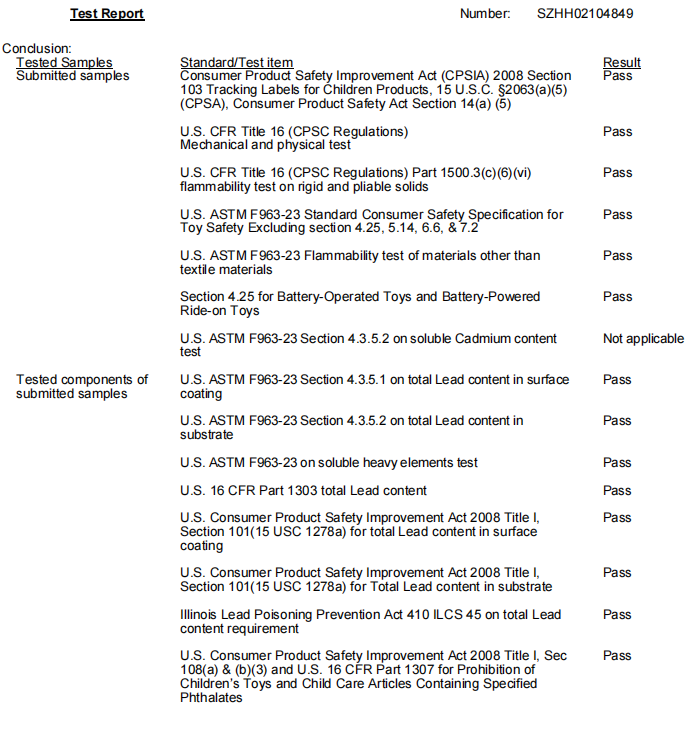 Test Report Number: SZHH02104849
Conclusion:
Tested Samples Standard/Test item Result
Submitted samples Consumer Product Safety Improvement Act (CPSIA) 2008 Section Pass
103 Tracking Labels for Children Products, 15 U.S.C. §2063(a)(5)
(CPSA), Consumer Product Safety Act Section 14(a) (5)
U.S. CFR Title 16 (CPSC Regulations) Pass
Mechanical and physical test
U.S. CFR Title 16 (CPSC Regulations) Part 1500.3(c)(6)(vi) Pass
flammability test on rigid and pliable solids
U.S. ASTM F963-23 Standard Consumer Safety Specification for Pass
Toy Safety Excluding section 4.25, 5.14, 6.6, & 7.2
U.S. ASTM F963-23 Flammability test of materials other than Pass
textile materials
Section 4.25 for Battery-Operated Toys and Battery-Powered Pass
Ride-on Toys
U.S. ASTM F963-23 Section 4.3.5.2 on soluble Cadmium content Not applicable
test
Tested components of U.S. ASTM F963-23 Section 4.3.5.1 on total Lead content in surface Pass
submitted samples coating
U.S. ASTM F963-23 Section 4.3.5.2 on total Lead content in Pass
substrate
U.S. ASTM F963-23 on soluble heavy elements test Pass
U.S. 16 CFR Part 1303 total Lead content Pass
U.S. Consumer Product Safety Improvement Act 2008 Title I, Pass
Section 101(15 USC 1278a) for total Lead content in surface
coating
U.S. Consumer Product Safety Improvement Act 2008 Title I, Pass
Section 101(15 USC 1278a) for Total Lead content in substrate
Illinois Lead Poisoning Prevention Act 410 ILCS 45 on total Lead Pass
content requirement
U.S. Consumer Product Safety Improvement Act 2008 Title I, Sec Pass
108(a) & (b)(3) and U.S. 16 CFR Part 1307 for Prohibition of
Children's Toys and Child Care Articles Containing Specified
Phthalates